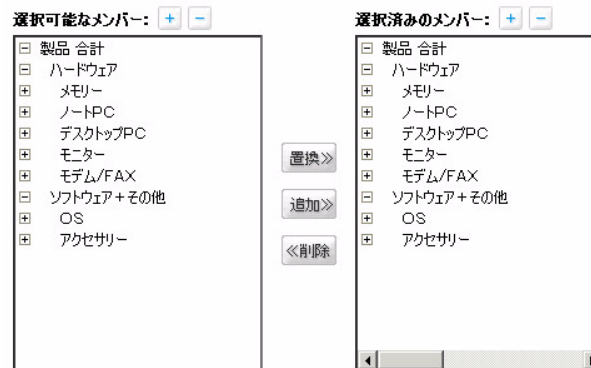 選択可能なメンバー: + −
製品 合計
ハードウェア
メモリー
ノートPC
デスクトップPC
モニター
モデム/FAX
ソフトウェア+その他
OS
アクセサリー
置換≫
追加≫
≪削除
選択済みのメンバー: + −
製品 合計
ハードウェア
メモリー
ノートPC
デスクトップPC
モニター
モデム/FAX
ソフトウェア+その他
OS
アクセサリー